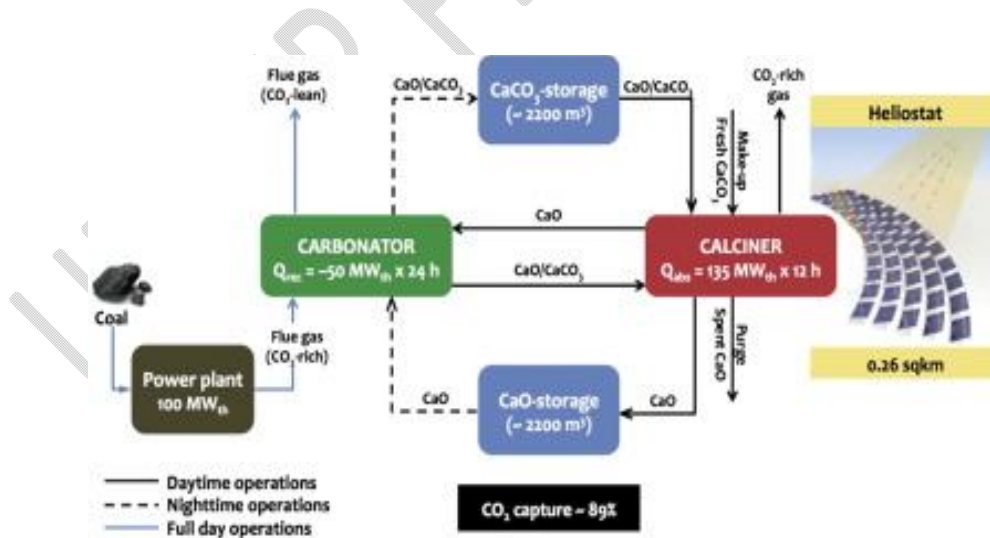 Flue gas
(CO₂-lean)
CaO/CaCO₃
CaCO₃-storage
(~ 2200 m³)
CaO/CaCO₃
CO₂-rich
gas
Make-up
Fresh CaCO₃
Heliostat
CaO
CARBONATOR
Qrec = -50 MWth x 24 h
CALCINER
Qabs = 135 MWth x 12 h
CaO/CaCO₃
Coal
Flue gas
(CO₂-rich)
Purge
Spent CaO
Power plant
100 MWth
CaO
CaO-storage
(~ 2200 m³)
CaO
0.26 sqkm
Daytime operations
Nighttime operations
Full day operations
CO₂ capture ~ 89%